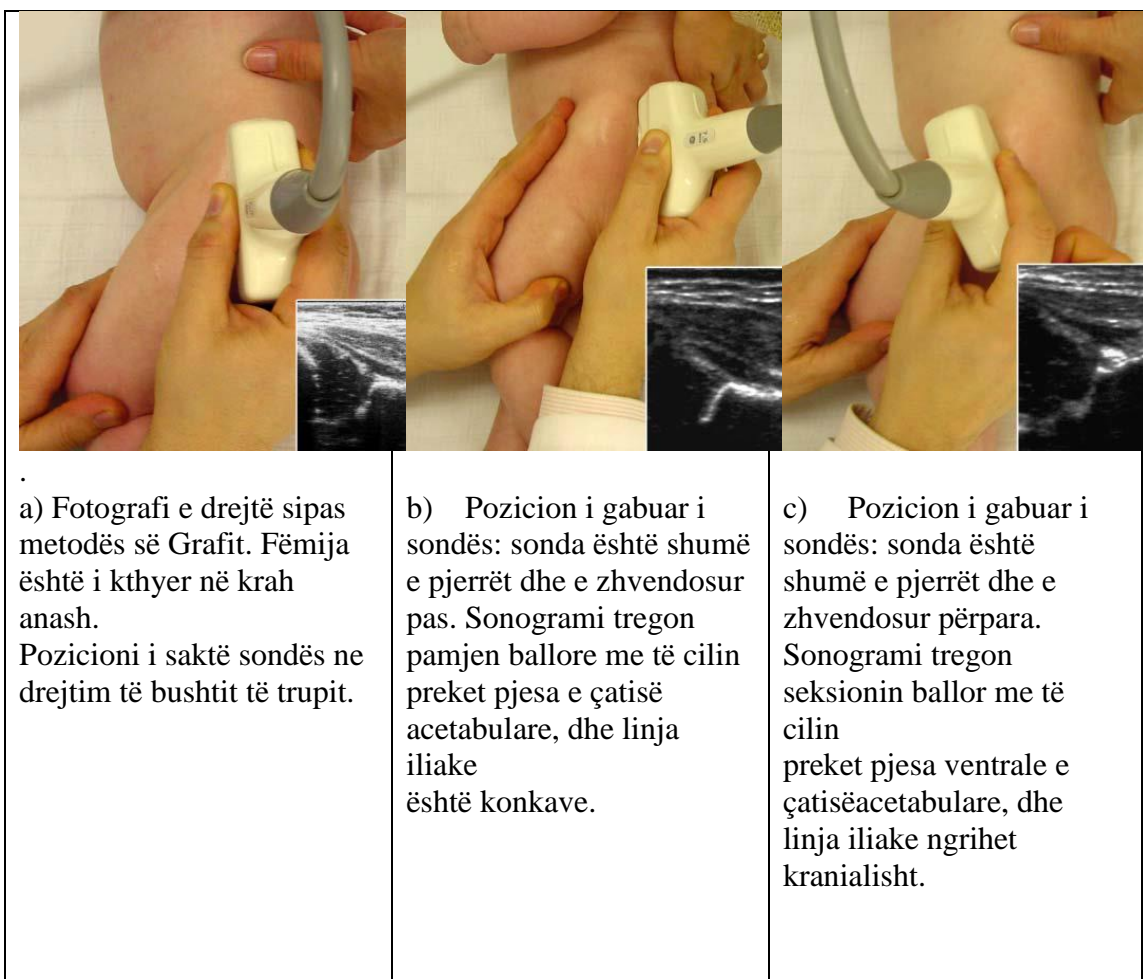 .
a) Fotografi e drejtë sipas
metodës së Grafit. Fëmija
është i kthyer në krah
anash.
Pozicioni i saktë sondës ne
drejtim të bushtit të trupit.
b) Pozicion i gabuar i
sondës: sonda është shumë
e pjerrët dhe e zhvendosur
pas. Sonogrami tregon
pamjen ballore me të cilin
preket pjesa e çatisë
acetabulare, dhe linja
iliake
është konkave.
c) Pozicion i gabuar i
sondës: sonda është
shumë e pjerrët dhe e
zhvendosur përpara.
Sonogrami tregon
seksionin ballor me të
cilin
preket pjesa ventrale e
çatisëacetabulare, dhe
linja iliake ngrihet
kranialisht.